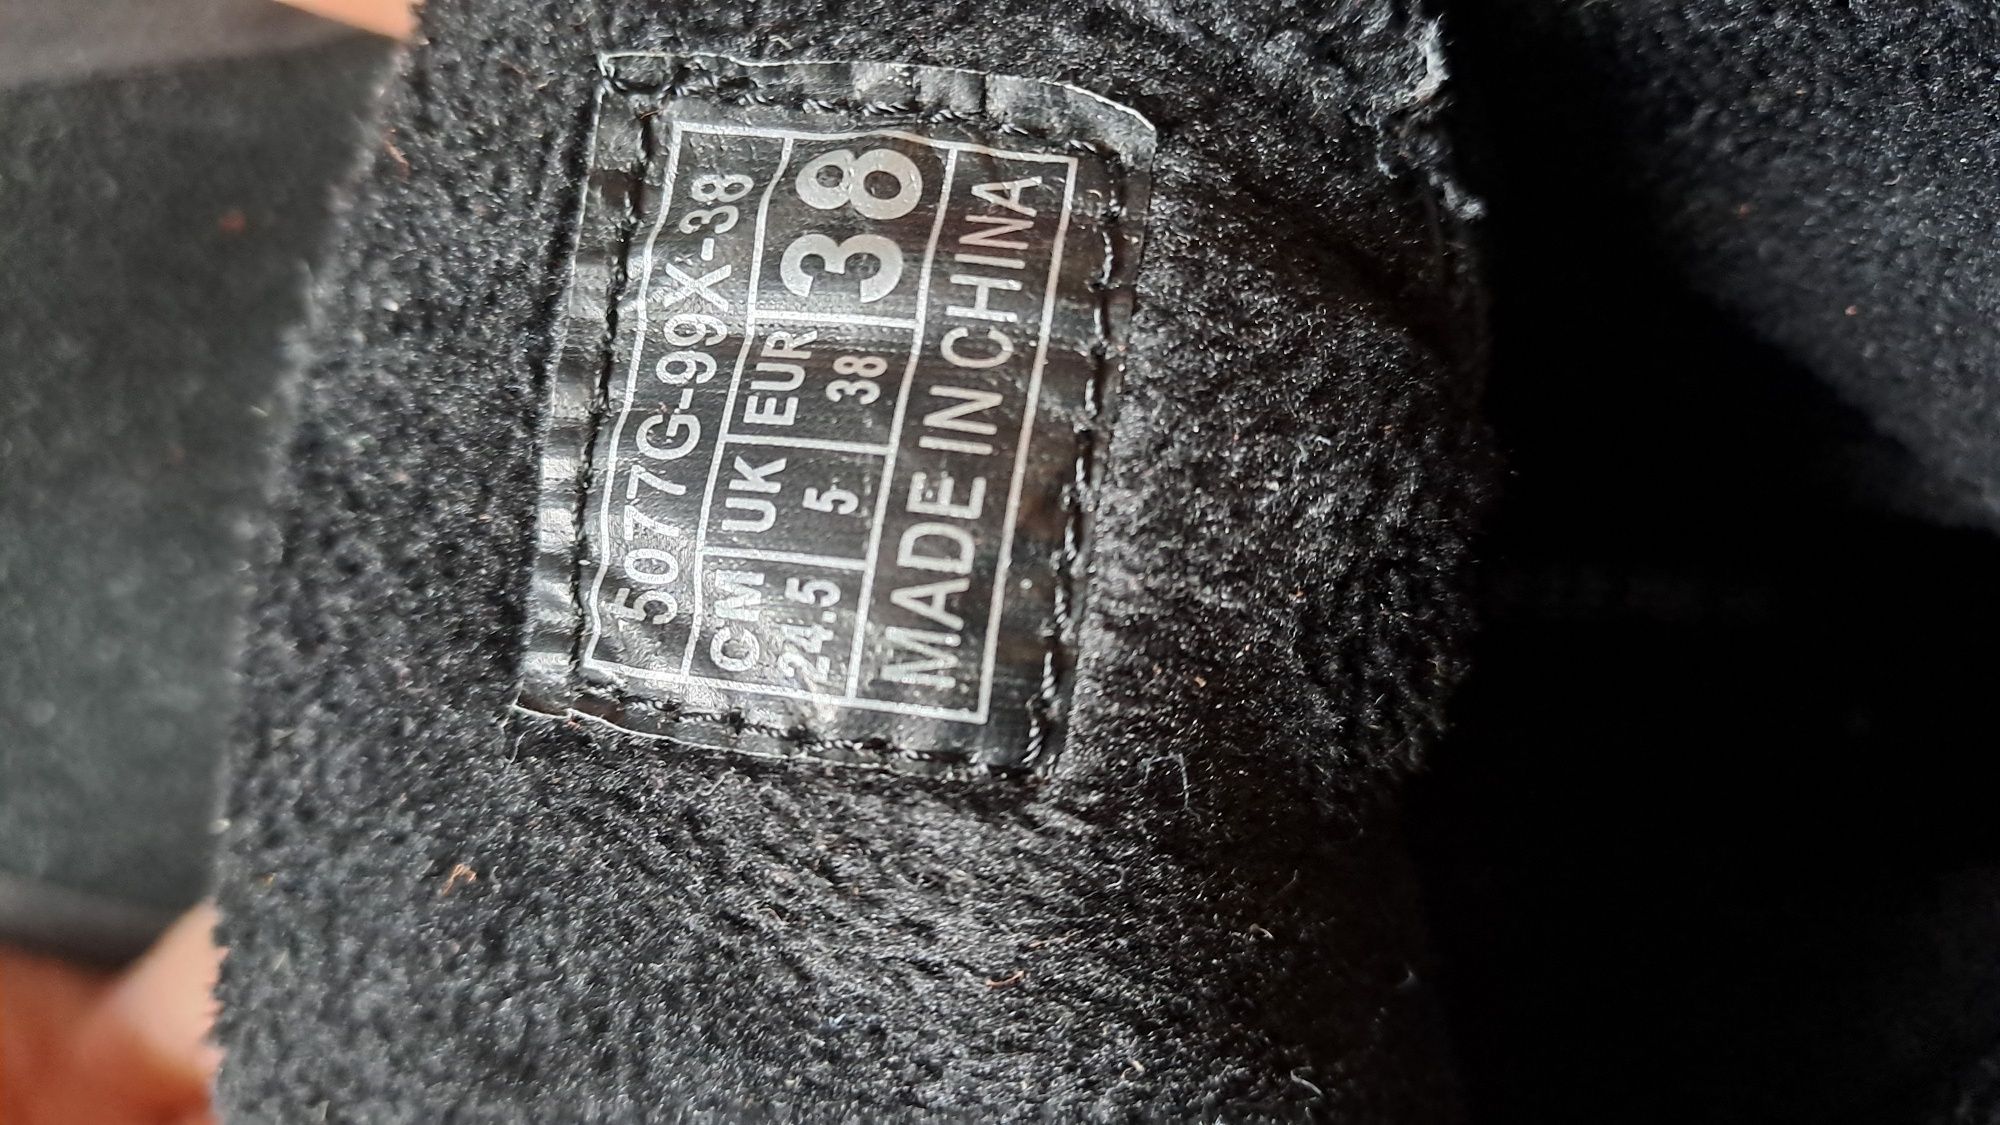 5077G-99X-38
CM UK EUR 38
24.5 5 38
MADE IN CHINA